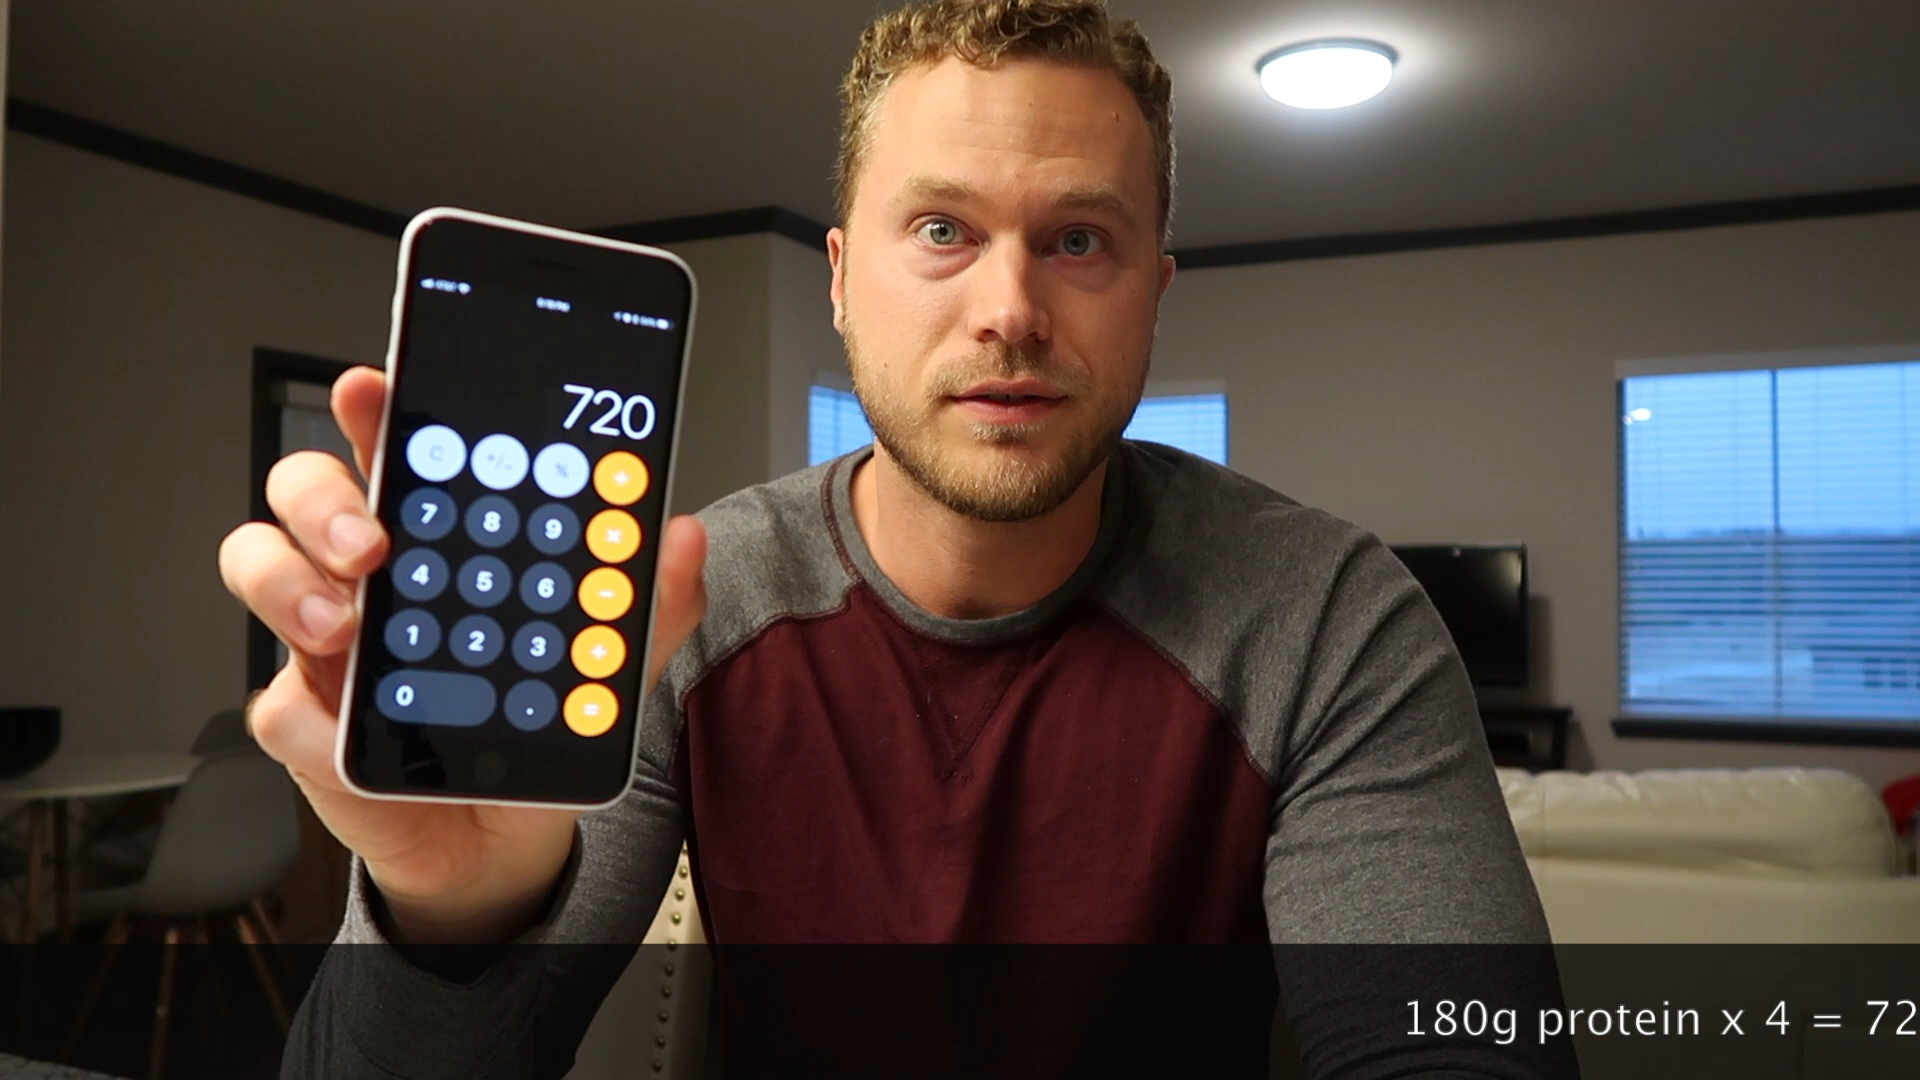 720
C +/- %
7 8 9 ×
4 5 6 −
1 2 3 +
0 . =
180g protein x 4 = 72